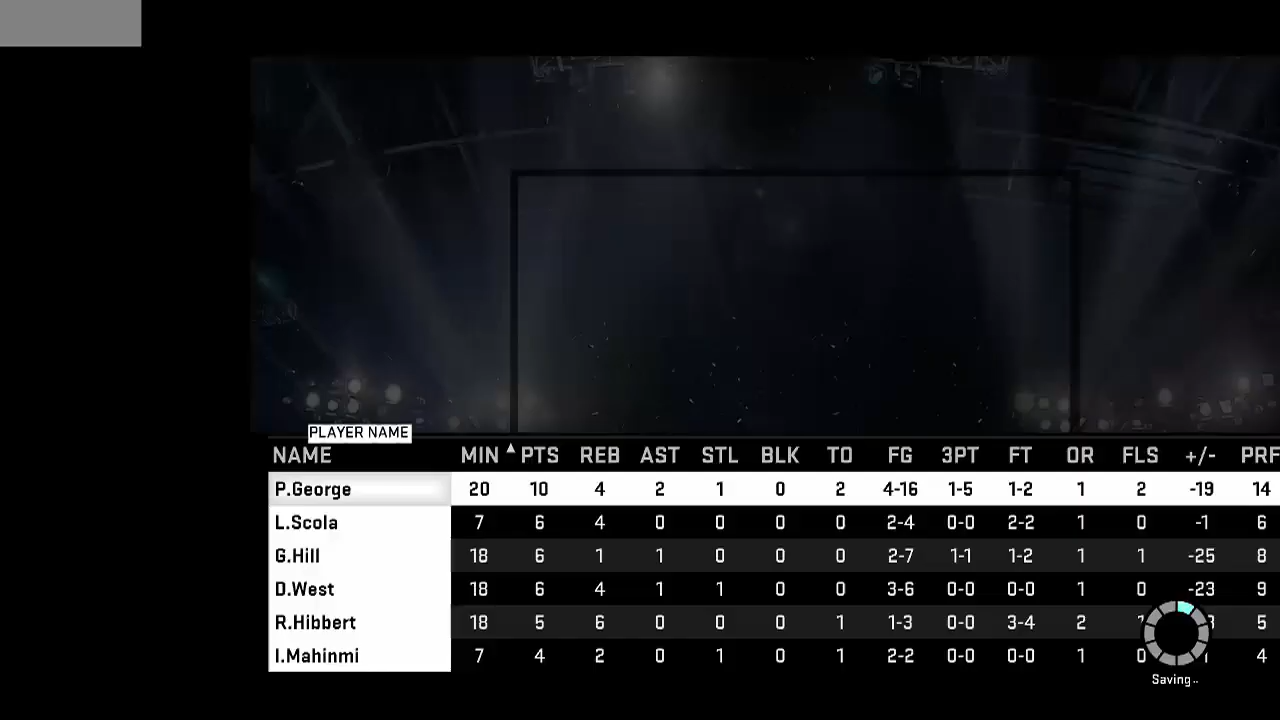 PLAYER NAME
NAME MIN PTS REB AST STL BLK TO FG 3PT FT OR FLS +/- PRF
P.George 20 10 4 2 1 0 2 4-16 1-5 1-2 1 2 -19 14
L.Scola 7 6 4 0 0 0 0 2-4 0-0 2-2 1 0 -1 6
G.Hill 18 6 1 1 0 0 0 2-7 1-1 1-2 1 1 -25 8
D.West 18 6 4 1 1 0 0 3-6 0-0 0-0 1 0 -23 9
R.Hibbert 18 5 6 0 0 0 1 1-3 0-0 3-4 2 5
I.Mahinmi 7 4 2 0 1 0 1 2-2 0-0 0-0 1 0 4
Saving..